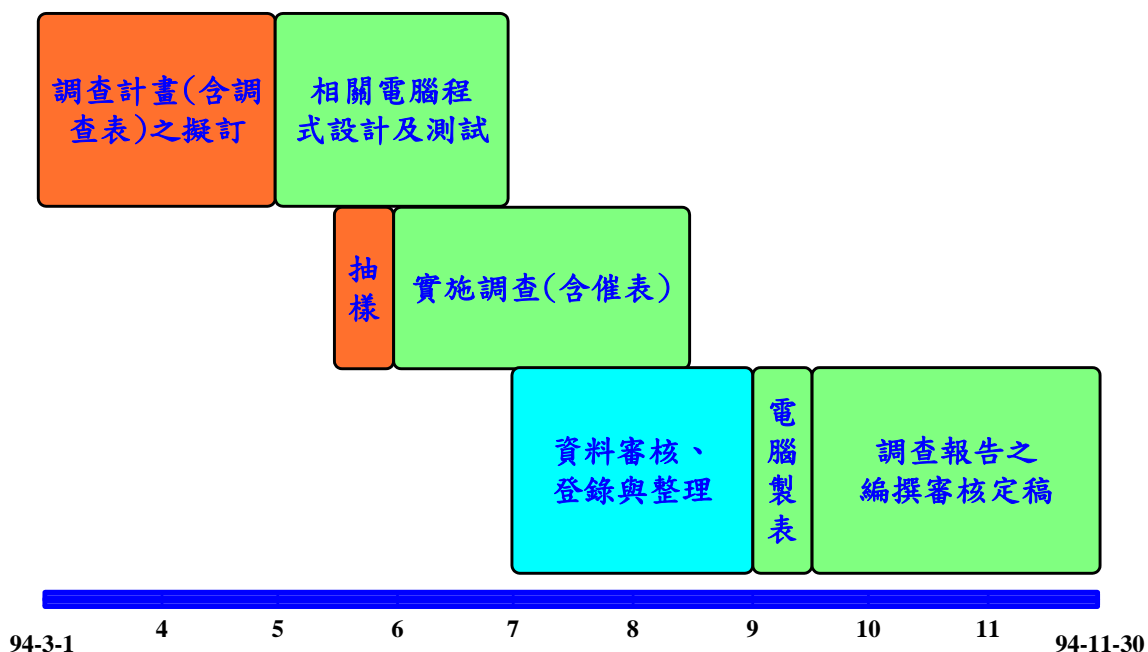 調查計畫(含調
查表)之擬訂
相關電腦程
式設計及測試
抽
樣
實施調查(含催表)
資料審核、
登錄與整理
電
腦
製
表
調查報告之
編撰審核定稿
94-3-1
4
5
6
7
8
9
10
11
94-11-30